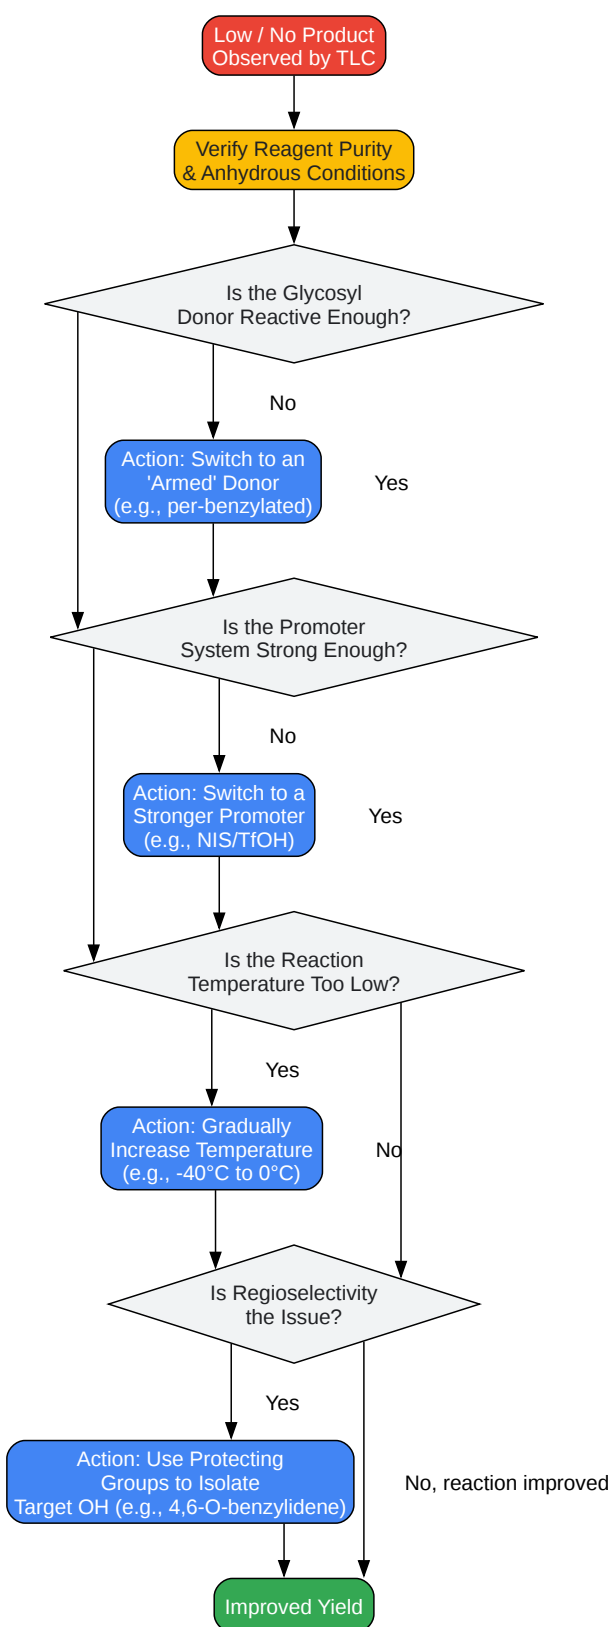 Low / No Product
Observed by TLC
Verify Reagent Purity
& Anhydrous Conditions
Is the Glycosyl
Donor Reactive Enough?
No
Action: Switch to an
'Armed' Donor
(e.g., per-benzylated)
Yes
Is the Promoter
System Strong Enough?
No
Action: Switch to a
Stronger Promoter
(e.g., NIS/TfOH)
Yes
Is the Reaction
Temperature Too Low?
Yes
Action: Gradually
Increase Temperature
(e.g., -40°C to 0°C)
No
Is Regioselectivity
the Issue?
Yes
Action: Use Protecting
Groups to Isolate
Target OH (e.g., 4,6-O-benzylidene)
No, reaction improved
Improved Yield